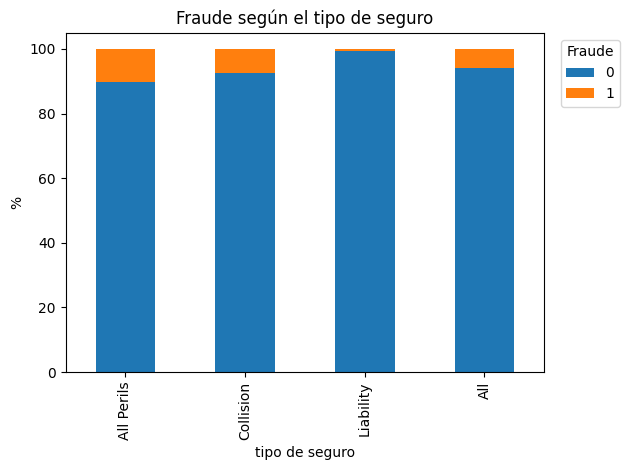 Fraude según el tipo de seguro
100
80
60
40
20
0
%
All Perils
Collision
Liability
All
tipo de seguro
Fraude
0
1